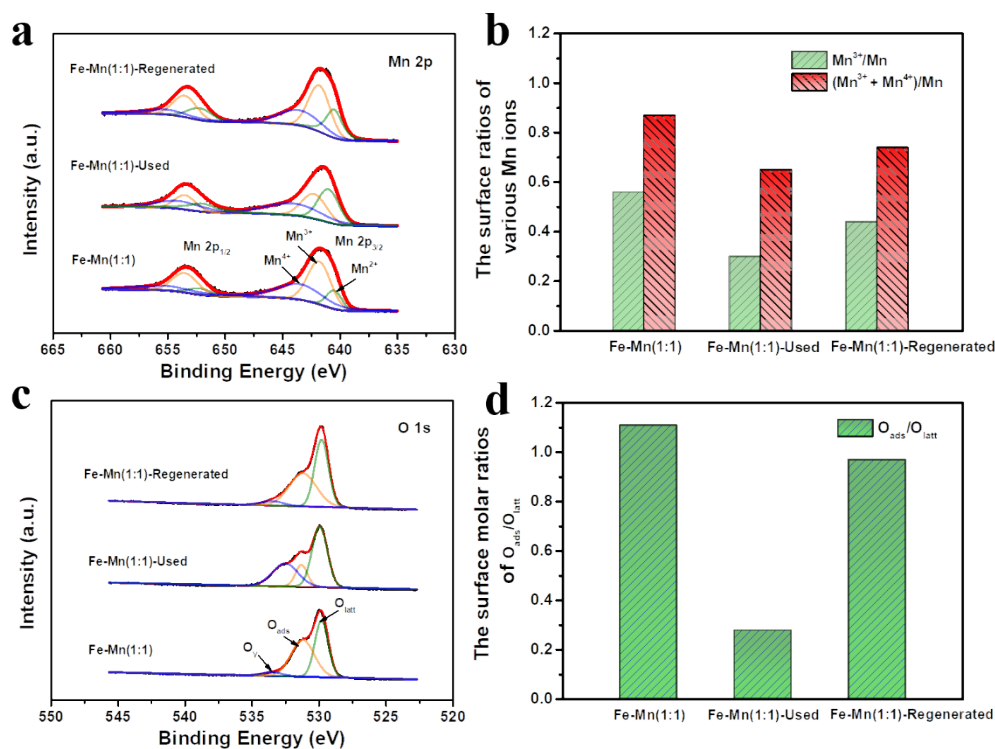 a
Mn 2p
Fe-Mn(1:1)-Regenerated
Fe-Mn(1:1)-Used
Fe-Mn(1:1)
Mn 2p1/2
Mn4+
Mn3+
Mn 2p3/2
Mn2+
Intensity (a.u.)
665 660 655 650 645 640 635 630
Binding Energy (eV)
b
Mn3+/Mn
(Mn3+ + Mn4+)/Mn
The surface ratios of
various Mn ions
1.2
1.0
0.8
0.6
0.4
0.2
0.0
Fe-Mn(1:1) Fe-Mn(1:1)-Used Fe-Mn(1:1)-Regenerated
c
O 1s
Fe-Mn(1:1)-Regenerated
Fe-Mn(1:1)-Used
Fe-Mn(1:1)
Oγ
Oads
Olatt
Intensity (a.u.)
550 545 540 535 530 525 520
Binding Energy (eV)
d
Oads/Olatt
The surface molar ratios
of Oads/Olatt
1.2
1.0
0.8
0.6
0.4
0.2
0.0
Fe-Mn(1:1) Fe-Mn(1:1)-Used Fe-Mn(1:1)-Regenerated